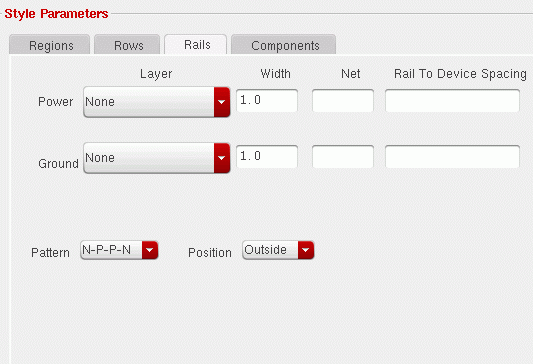 Style Parameters
Regions Rows Rails Components
Layer Width Net Rail To Device Spacing
Power None 1.0
Ground None 1.0
Pattern N-P-P-N Position Outside